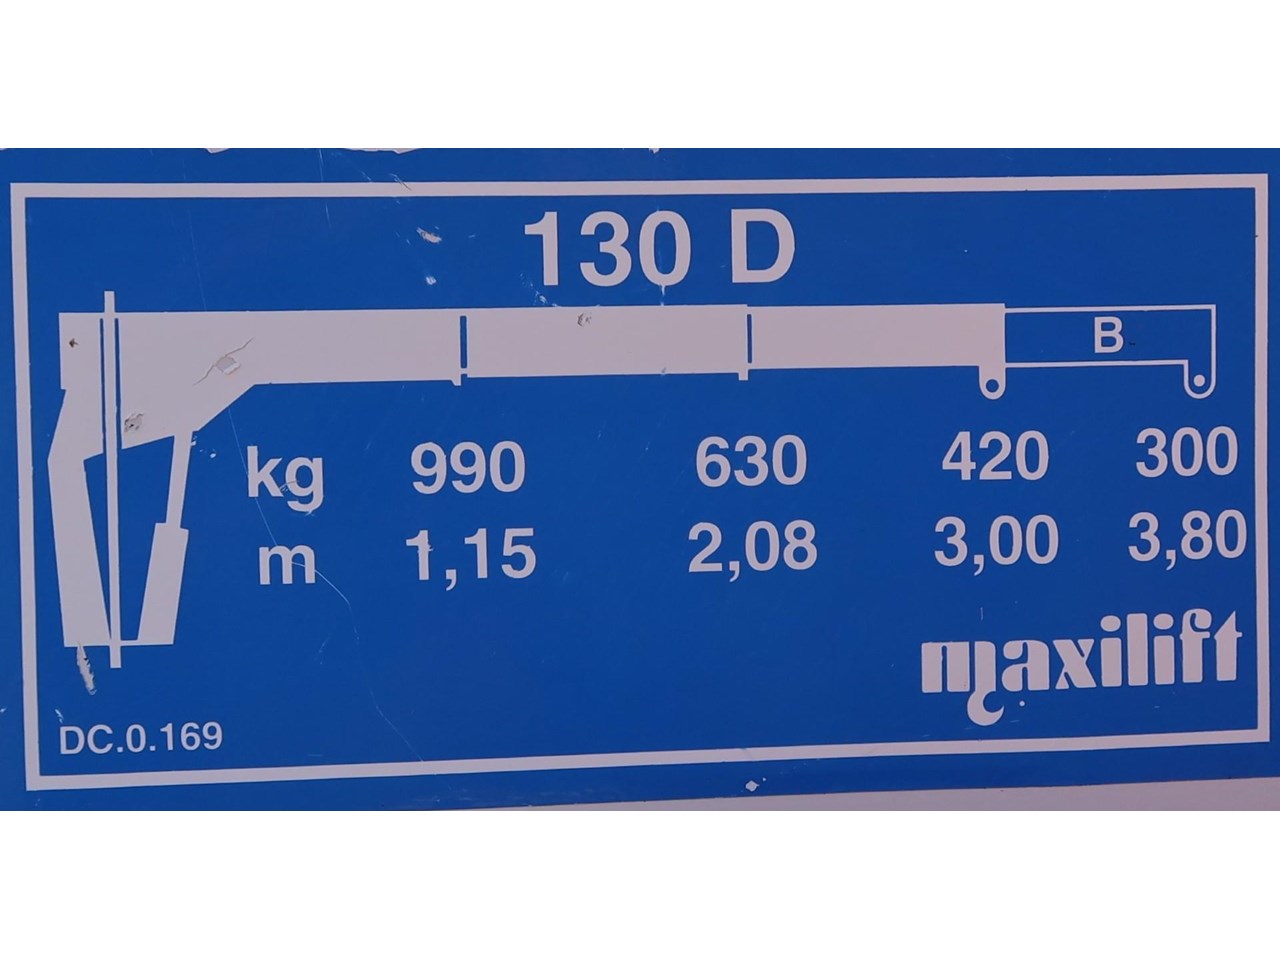 130 D
B
kg 990 630 420 300
m 1,15 2,08 3,00 3,80
maxilift
DC.0.169